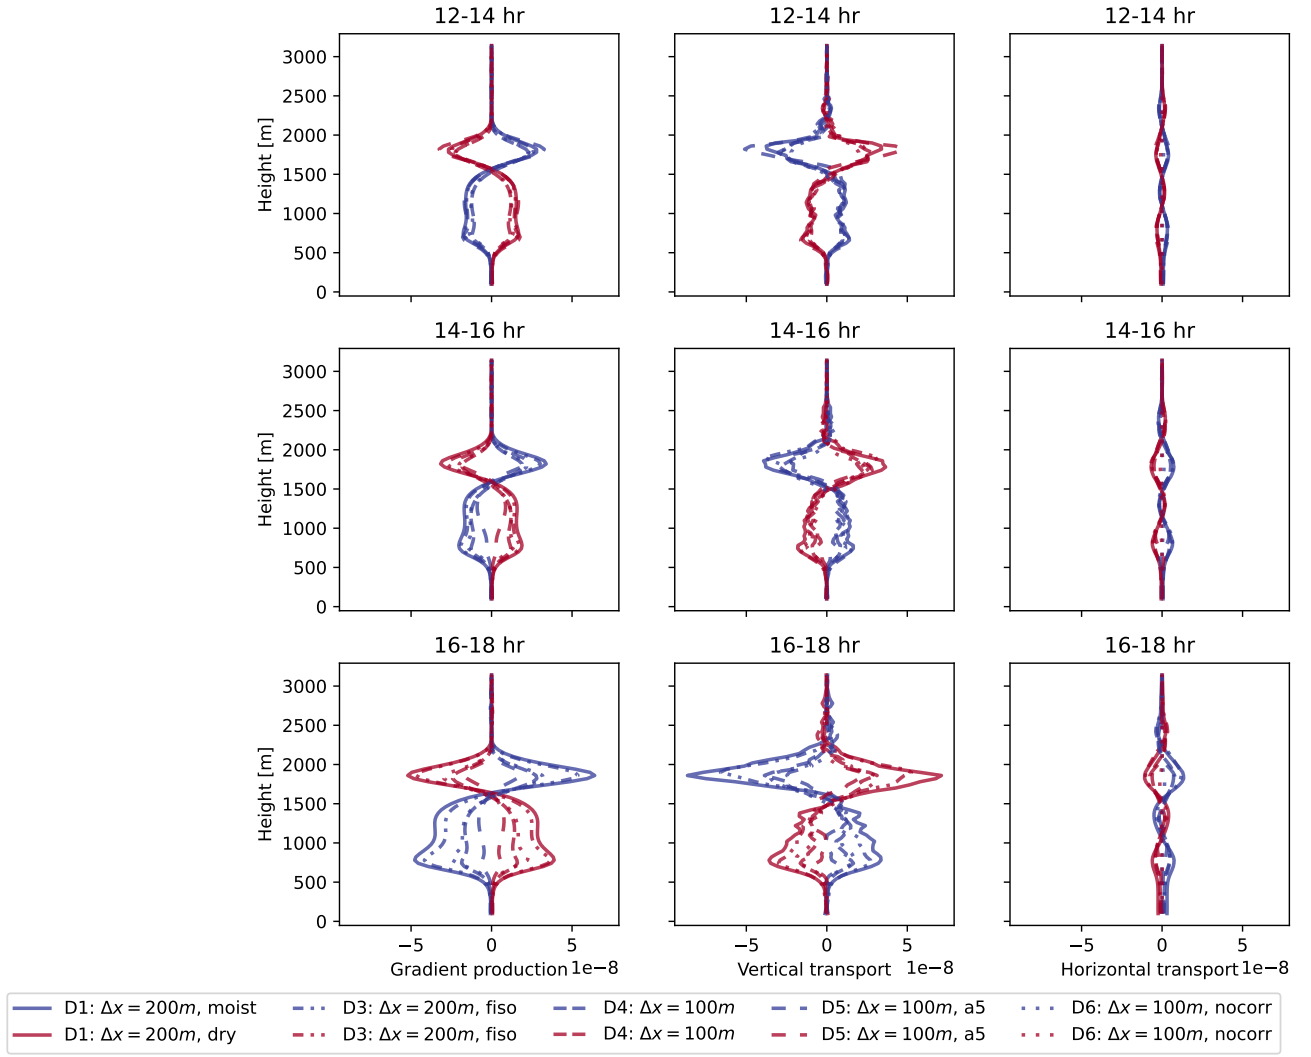 12-14 hr 12-14 hr 12-14 hr
3000
2500
2000
1500
1000
500
0
Height [m]
14-16 hr 14-16 hr 14-16 hr
3000
2500
2000
1500
1000
500
0
Height [m]
16-18 hr 16-18 hr 16-18 hr
3000
2500
2000
1500
1000
500
0
Height [m]
−5 0 5 −5 0 5 −5 0 5
Gradient production 1e−8 Vertical transport 1e−8 Horizontal transport 1e−8
D1: Δx = 200m, moist D3: Δx = 200m, fiso D4: Δx = 100m D5: Δx = 100m, a5 D6: Δx = 100m, nocorr
D1: Δx = 200m, dry D3: Δx = 200m, fiso D4: Δx = 100m D5: Δx = 100m, a5 D6: Δx = 100m, nocorr